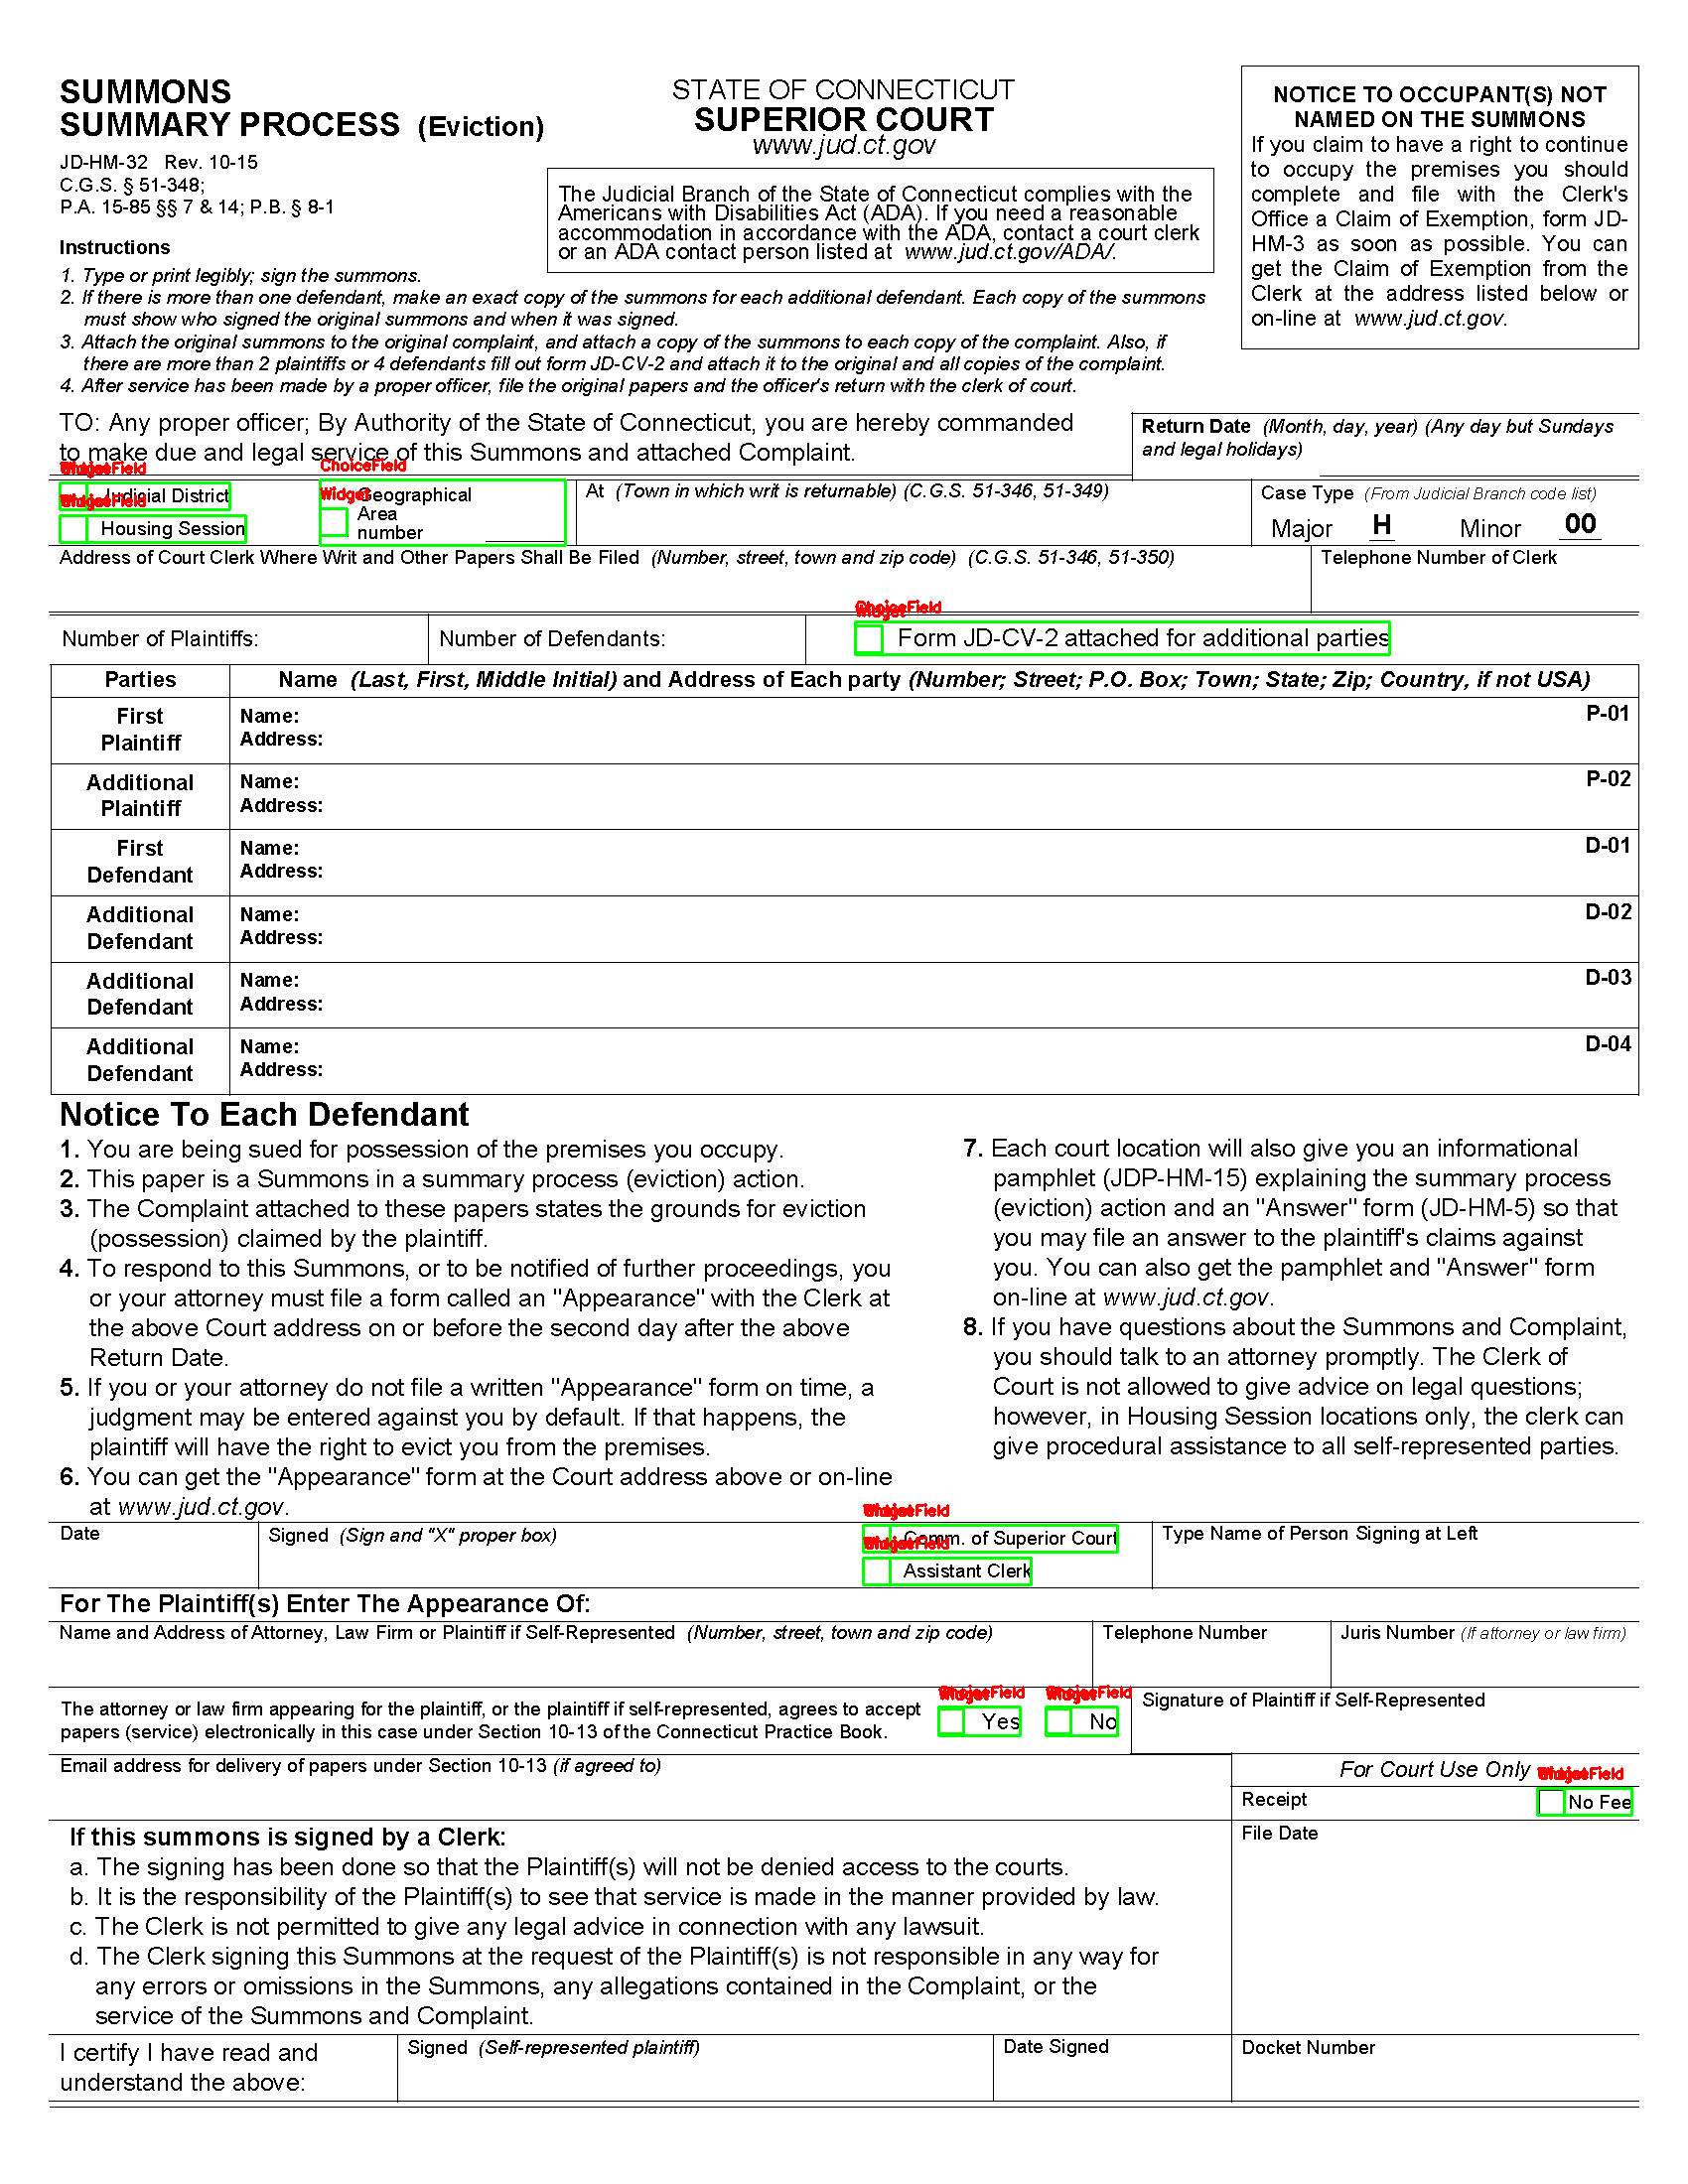 SUMMONS
SUMMARY PROCESS (Eviction)
JD-HM-32 Rev. 10-15
C.G.S. § 51-348;
P.A. 15-85 §§ 7 & 14; P.B. § 8-1
STATE OF CONNECTICUT
SUPERIOR COURT
www.jud.ct.gov
The Judicial Branch of the State of Connecticut complies with the
Americans with Disabilities Act (ADA). If you need a reasonable
accommodation in accordance with the ADA, contact a court clerk
or an ADA contact person listed at www.jud.ct.gov/ADA/.
NOTICE TO OCCUPANT(S) NOT
NAMED ON THE SUMMONS
If you claim to have a right to continue
to occupy the premises you should
complete and file with the Clerk's
Office a Claim of Exemption, form JD-
HM-3 as soon as possible. You can
get the Claim of Exemption from the
Clerk at the address listed below or
on-line at www.jud.ct.gov.
Instructions
1. Type or print legibly; sign the summons.
2. If there is more than one defendant, make an exact copy of the summons for each additional defendant. Each copy of the summons
must show who signed the original summons and when it was signed.
3. Attach the original summons to the original complaint, and attach a copy of the summons to each copy of the complaint. Also, if
there are more than 2 plaintiffs or 4 defendants fill out form JD-CV-2 and attach it to the original and all copies of the complaint.
4. After service has been made by a proper officer, file the original papers and the officer's return with the clerk of court.
TO: Any proper officer; By Authority of the State of Connecticut, you are hereby commanded
to make due and legal service of this Summons and attached Complaint.
Return Date (Month, day, year) (Any day but Sundays
and legal holidays)
ChoiceField
Judicial District
Housing Session
ChoiceField
Widget
Geographical
Area
number
At (Town in which writ is returnable) (C.G.S. 51-346, 51-349)
Case Type (From Judicial Branch code list)
Major H Minor 00
Address of Court Clerk Where Writ and Other Papers Shall Be Filed (Number, street, town and zip code) (C.G.S. 51-346, 51-350)
Telephone Number of Clerk
Number of Plaintiffs:
Number of Defendants:
ChoiceField
Form JD-CV-2 attached for additional parties
Parties Name (Last, First, Middle Initial) and Address of Each party (Number; Street; P.O. Box; Town; State; Zip; Country, if not USA)
First
Plaintiff
Name:
Address:
P-01
Additional
Plaintiff
Name:
Address:
P-02
First
Defendant
Name:
Address:
D-01
Additional
Defendant
Name:
Address:
D-02
Additional
Defendant
Name:
Address:
D-03
Additional
Defendant
Name:
Address:
D-04
Notice To Each Defendant
1. You are being sued for possession of the premises you occupy.
2. This paper is a Summons in a summary process (eviction) action.
3. The Complaint attached to these papers states the grounds for eviction
(possession) claimed by the plaintiff.
4. To respond to this Summons, or to be notified of further proceedings, you
or your attorney must file a form called an "Appearance" with the Clerk at
the above Court address on or before the second day after the above
Return Date.
5. If you or your attorney do not file a written "Appearance" form on time, a
judgment may be entered against you by default. If that happens, the
plaintiff will have the right to evict you from the premises.
6. You can get the "Appearance" form at the Court address above or on-line
at www.jud.ct.gov.
7. Each court location will also give you an informational
pamphlet (JDP-HM-15) explaining the summary process
(eviction) action and an "Answer" form (JD-HM-5) so that
you may file an answer to the plaintiff's claims against
you. You can also get the pamphlet and "Answer" form
on-line at www.jud.ct.gov.
8. If you have questions about the Summons and Complaint,
you should talk to an attorney promptly. The Clerk of
Court is not allowed to give advice on legal questions;
however, in Housing Session locations only, the clerk can
give procedural assistance to all self-represented parties.
Date
Signed (Sign and "X" proper box)
Comm. of Superior Court
Assistant Clerk
Type Name of Person Signing at Left
For The Plaintiff(s) Enter The Appearance Of:
Name and Address of Attorney, Law Firm or Plaintiff if Self-Represented (Number, street, town and zip code)
Telephone Number
Juris Number (If attorney or law firm)
The attorney or law firm appearing for the plaintiff, or the plaintiff if self-represented, agrees to accept
papers (service) electronically in this case under Section 10-13 of the Connecticut Practice Book.
Yes
No
Signature of Plaintiff if Self-Represented
Email address for delivery of papers under Section 10-13 (if agreed to)
For Court Use Only
Receipt
No Fee
File Date
If this summons is signed by a Clerk:
a. The signing has been done so that the Plaintiff(s) will not be denied access to the courts.
b. It is the responsibility of the Plaintiff(s) to see that service is made in the manner provided by law.
c. The Clerk is not permitted to give any legal advice in connection with any lawsuit.
d. The Clerk signing this Summons at the request of the Plaintiff(s) is not responsible in any way for
any errors or omissions in the Summons, any allegations contained in the Complaint, or the
service of the Summons and Complaint.
I certify I have read and
understand the above:
Signed (Self-represented plaintiff)
Date Signed
Docket Number